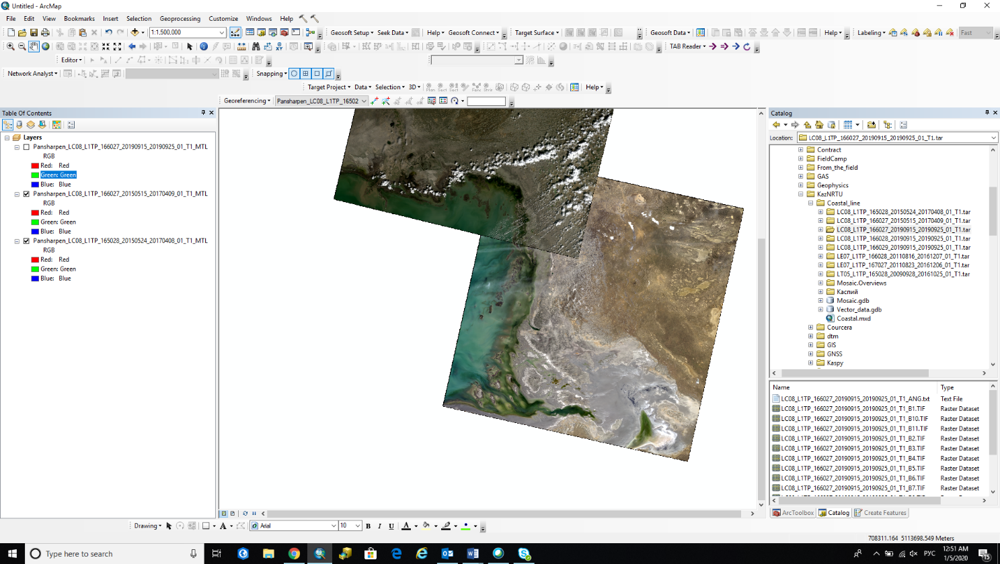 Untitled - ArcMap
File Edit View Bookmarks Insert Selection Geoprocessing Customize Windows Help
1:1,500,000 Geosoft Setup Seek Data Help Geosoft Connect Target Surface Geosoft Data Help Labeling Fast
TAB Reader
Editor
Network Analyst Snapping
Target Project Data Selection 3D Help
Georeferencing Pansharpen_LC08_L1TP_16502
Table Of Contents
Layers
Pansharpen_LC08_L1TP_166027_20190915_20190925_01_T1_MTL
RGB
Red: Red
Green: Green
Blue: Blue
Pansharpen_LC08_L1TP_166027_20150515_20170409_01_T1_MTL
RGB
Red: Red
Green: Green
Blue: Blue
Pansharpen_LC08_L1TP_165028_20150524_20170408_01_T1_MTL
RGB
Red: Red
Green: Green
Blue: Blue
Catalog
Location: LC08_L1TP_166027_20190915_20190925_01_T1.tar
Contract
FieldCamp
From_the_field
GAS
Geophysics
KazNRTU
Coastal_line
LC08_L1TP_165028_20150524_20170408_01_T1.tar
LC08_L1TP_166027_20150515_20170409_01_T1.tar
LC08_L1TP_166027_20190915_20190925_01_T1.tar
LC08_L1TP_166028_20190915_20190925_01_T1.tar
LC08_L1TP_166029_20190915_20190925_01_T1.tar
LE07_L1TP_166028_20110816_20161207_01_T1.tar
LE07_L1TP_167027_20110823_20161206_01_T1.tar
LT05_L1TP_165028_20090928_20161025_01_T1.tar
Mosaic.Overviews
Каспий
Mosaic.gdb
Vector_data.gdb
Coastal.mxd
Courcera
dtm
GIS
GNSS
Kaspy
Name Type
LC08_L1TP_166027_20190915_20190925_01_T1_ANG.txt Text File
LC08_L1TP_166027_20190915_20190925_01_T1_B1.TIF Raster Dataset
LC08_L1TP_166027_20190915_20190925_01_T1_B10.TIF Raster Dataset
LC08_L1TP_166027_20190915_20190925_01_T1_B11.TIF Raster Dataset
LC08_L1TP_166027_20190915_20190925_01_T1_B2.TIF Raster Dataset
LC08_L1TP_166027_20190915_20190925_01_T1_B3.TIF Raster Dataset
LC08_L1TP_166027_20190915_20190925_01_T1_B4.TIF Raster Dataset
LC08_L1TP_166027_20190915_20190925_01_T1_B5.TIF Raster Dataset
LC08_L1TP_166027_20190915_20190925_01_T1_B6.TIF Raster Dataset
LC08_L1TP_166027_20190915_20190925_01_T1_B7.TIF Raster Dataset
ArcToolbox Catalog Create Features
Drawing A Arial 10 B I U A
708311.164 5113698.549 Meters
Type here to search
РУС
12:51 AM
1/5/2020
15